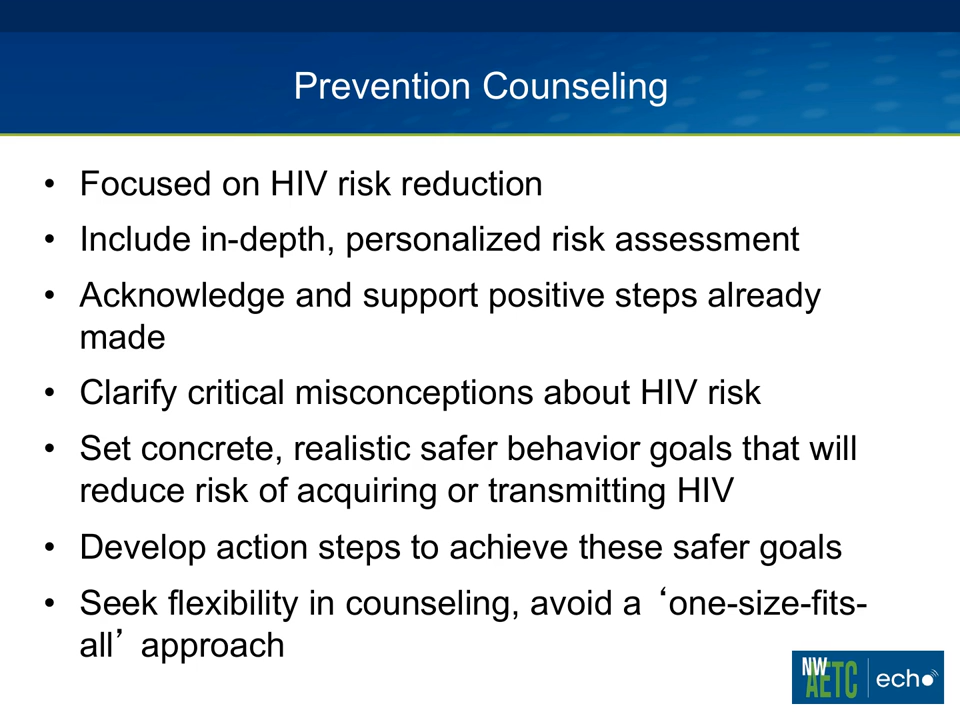 Prevention Counseling
• Focused on HIV risk reduction
• Include in-depth, personalized risk assessment
• Acknowledge and support positive steps already
made
• Clarify critical misconceptions about HIV risk
• Set concrete, realistic safer behavior goals that will
reduce risk of acquiring or transmitting HIV
• Develop action steps to achieve these safer goals
• Seek flexibility in counseling, avoid a ‘one-size-fits-
all’ approach
NW
AETC echo